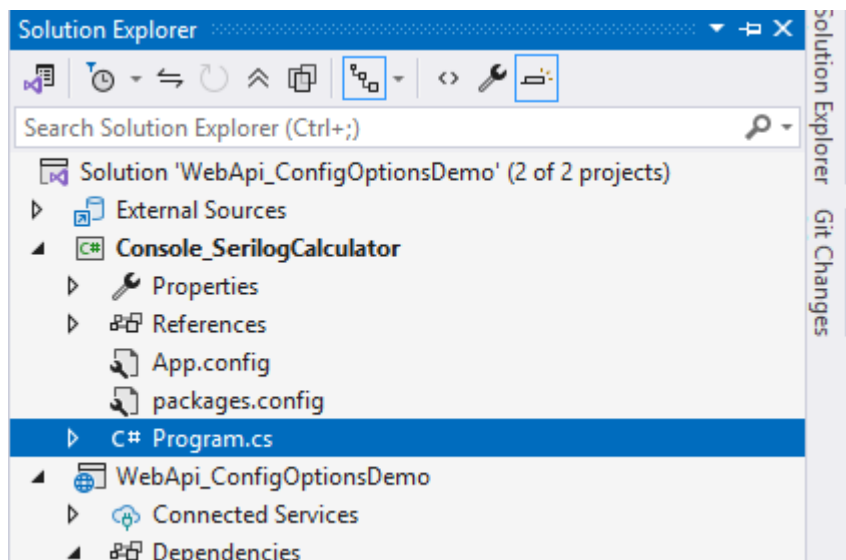 Solution Explorer
Search Solution Explorer (Ctrl+;)
Solution 'WebApi_ConfigOptionsDemo' (2 of 2 projects)
External Sources
C# Console_SerilogCalculator
Properties
References
App.config
packages.config
C# Program.cs
WebApi_ConfigOptionsDemo
Connected Services
Dependencies
Solution Explorer
Git Changes